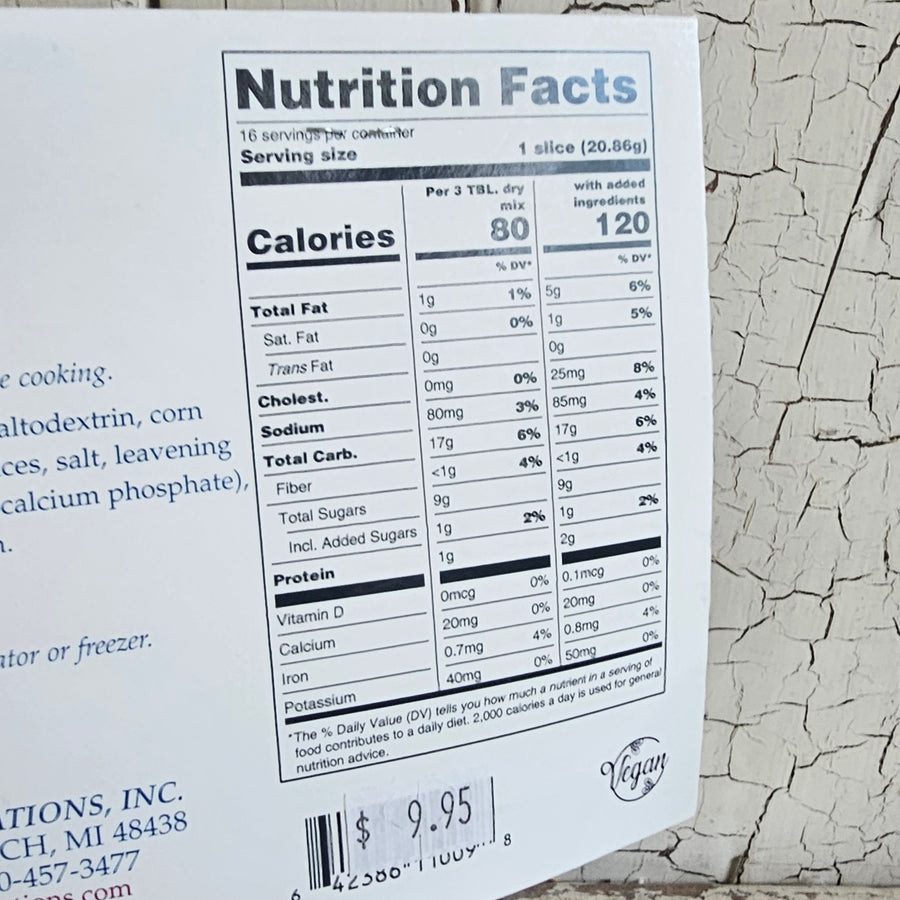 e cooking.
altodextrin, corn
ces, salt, leavening
calcium phosphate),
ator or freezer.
ATIONS, INC.
CH, MI 48438
0-457-3477
ions.com
Nutrition Facts
16 servings per container
Serving size 1 slice (20.86g)
Per 3 TBL. dry mix with added ingredients
Calories 80 120
% DV* % DV*
Total Fat 1g 1% 5g 6%
Sat. Fat 0g 0% 1g 5%
Trans Fat 0g 0g
Cholest. 0mg 0% 25mg 8%
Sodium 80mg 3% 85mg 4%
Total Carb. 17g 6% 17g 6%
Fiber <1g 4% <1g 4%
Total Sugars 9g 9g
Incl. Added Sugars 1g 2% 1g 2%
Protein 1g 2g
Vitamin D 0mcg 0% 0.1mcg 0%
Calcium 20mg 0% 20mg 0%
Iron 0.7mg 4% 0.8mg 4%
Potassium 40mg 0% 50mg 0%
*The % Daily Value (DV) tells you how much a nutrient in a serving of
food contributes to a daily diet. 2,000 calories a day is used for general
nutrition advice.
Vegan
$ 9.95
6 8